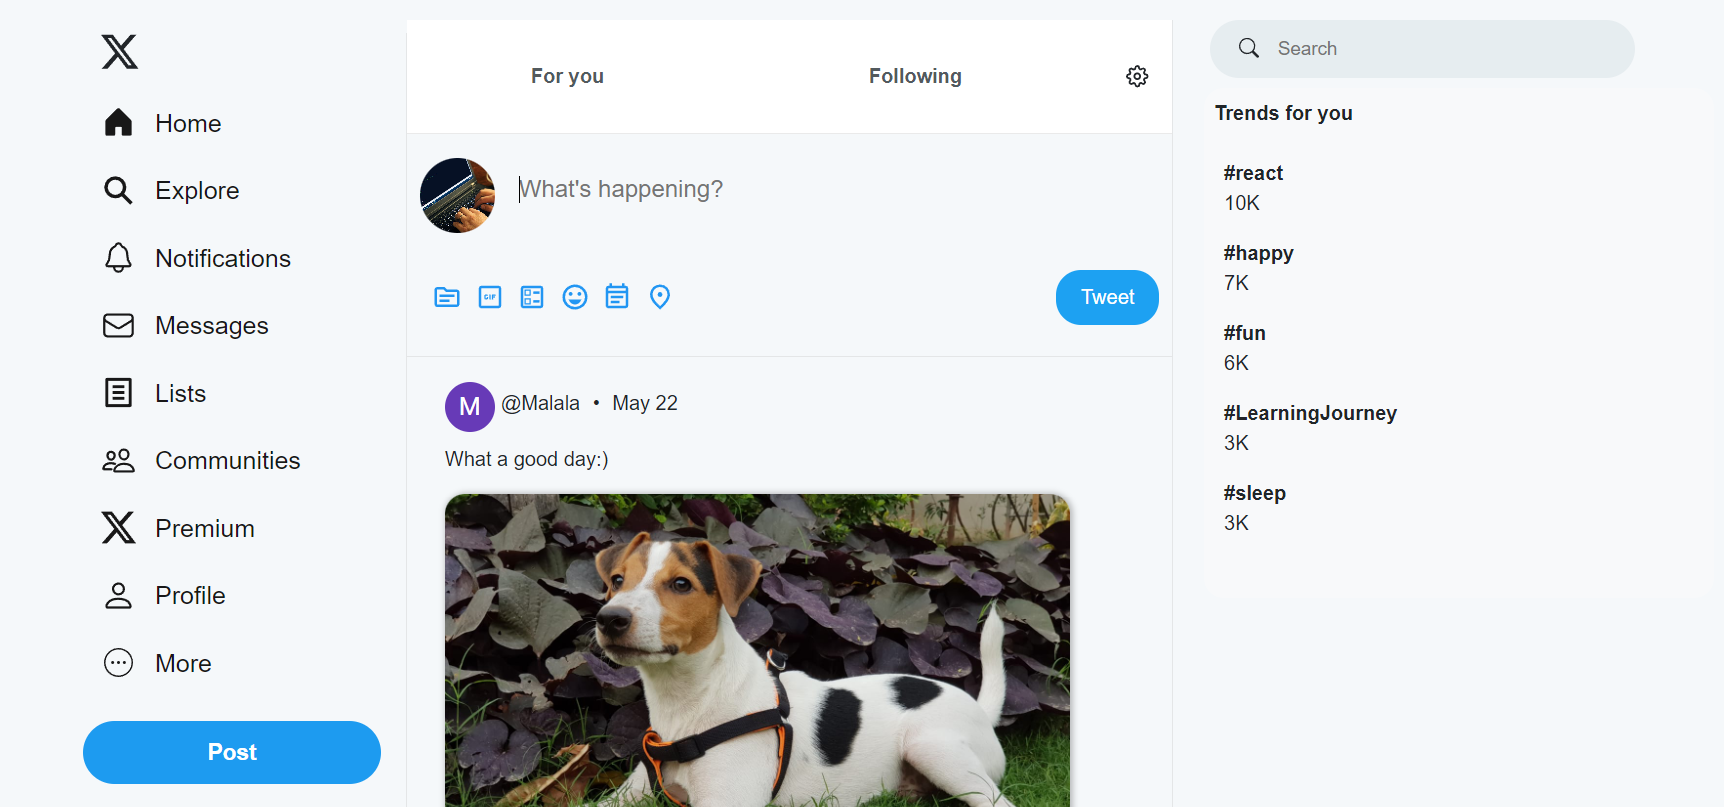 Home
Explore
Notifications
Messages
Lists
Communities
Premium
Profile
More
Post
For you
Following
What's happening?
GIF
Tweet
M
@Malala • May 22
What a good day:)
Search
Trends for you
#react
10K
#happy
7K
#fun
6K
#LearningJourney
3K
#sleep
3K